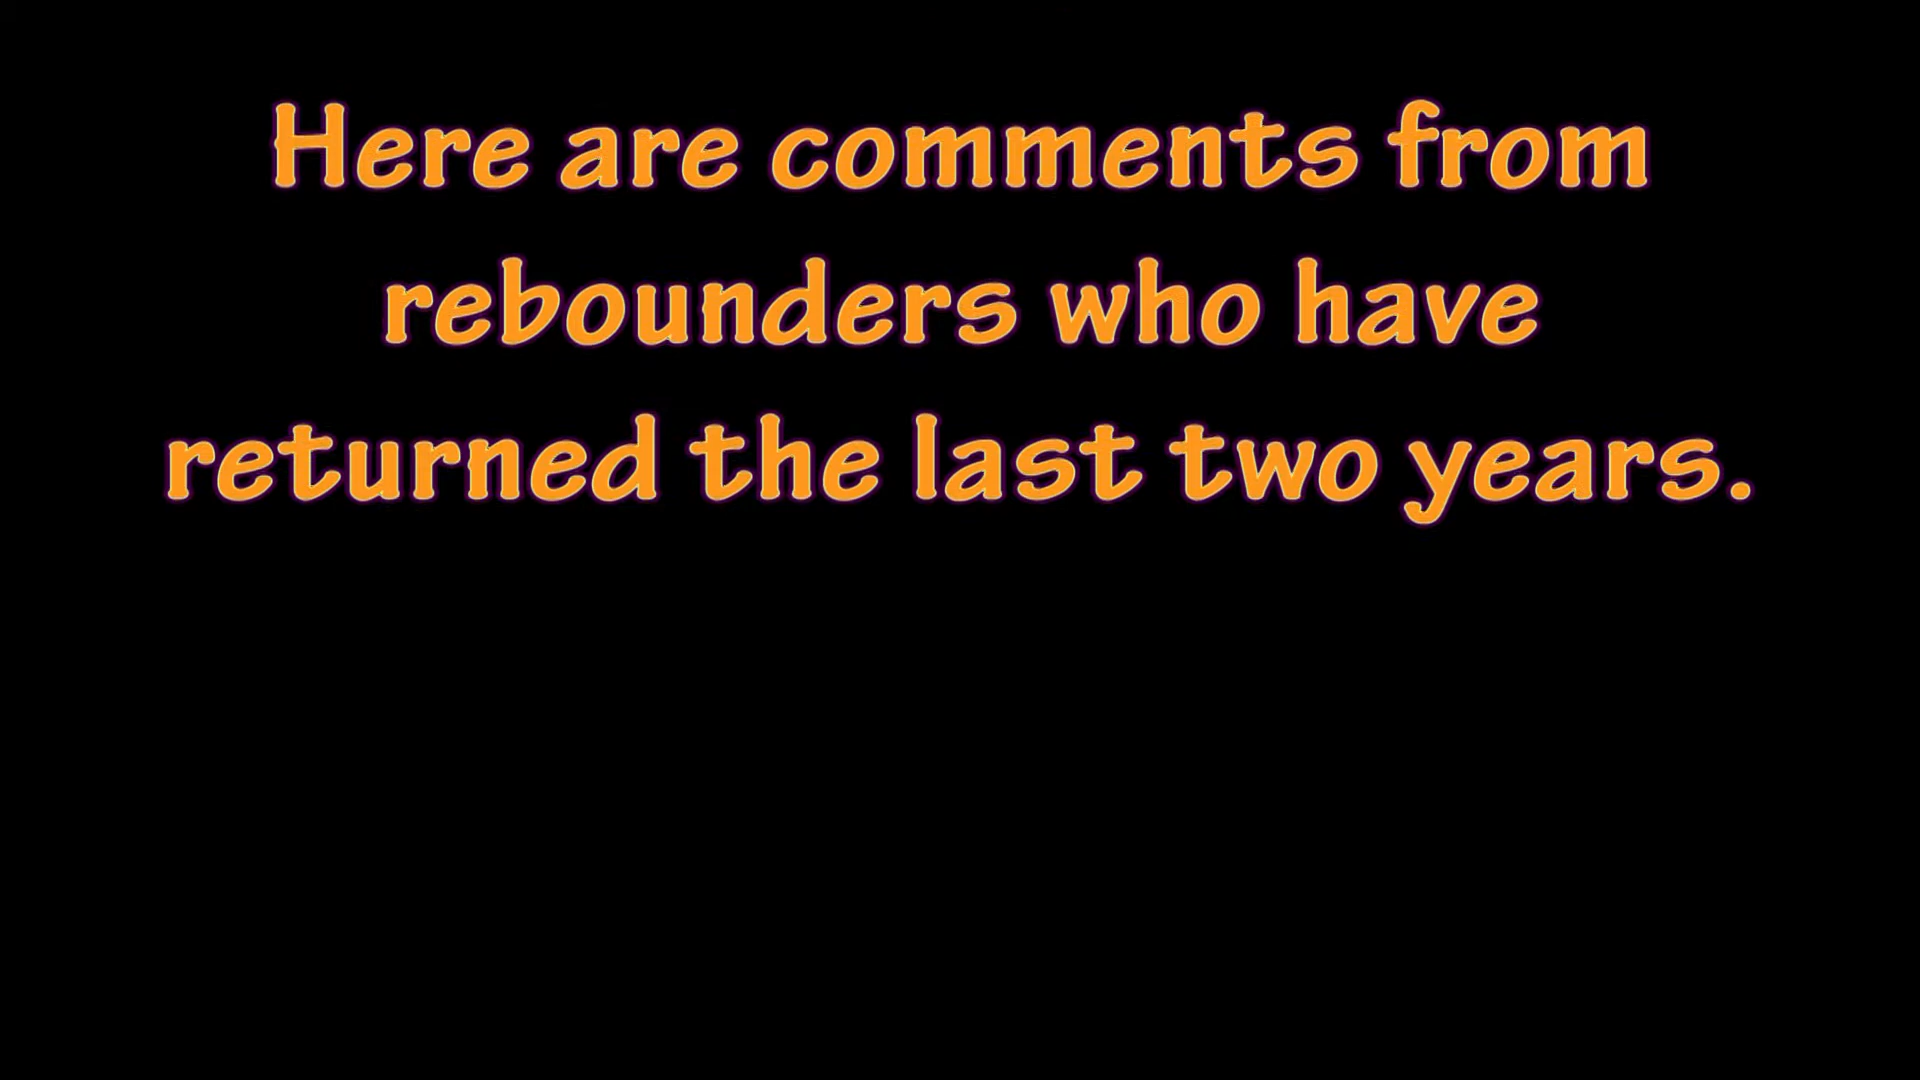 Here are comments from
rebounders who have
returned the last two years.